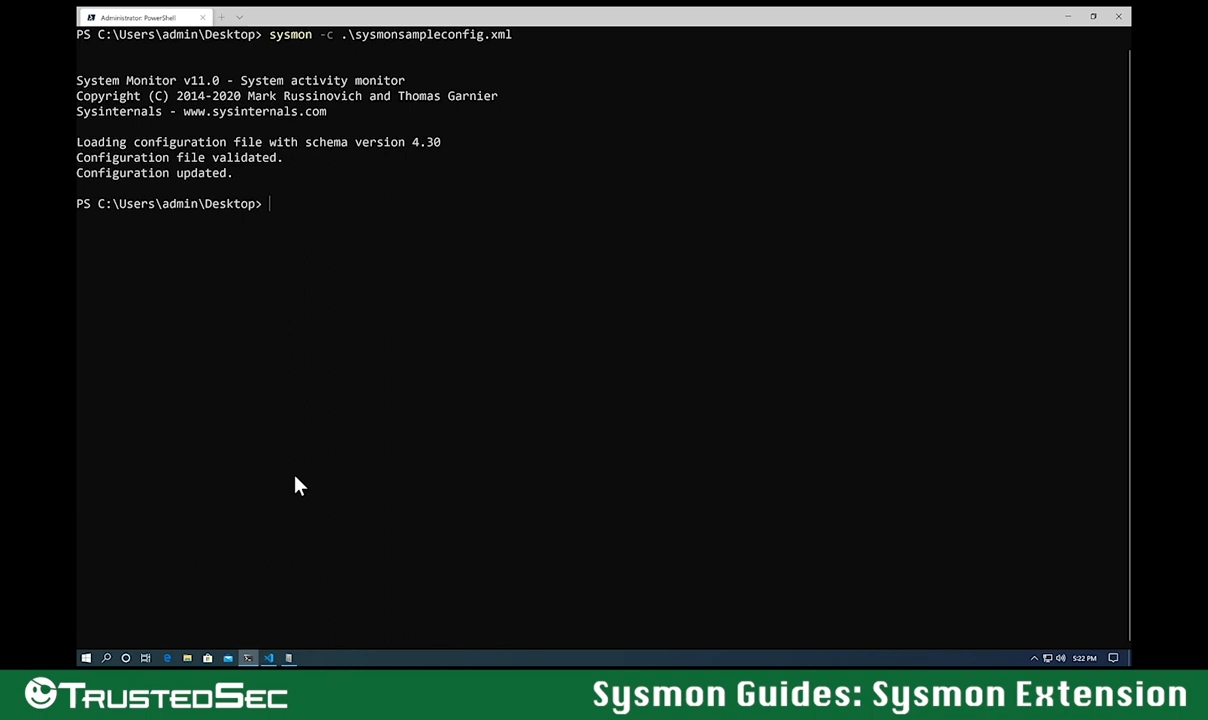 Administrator: PowerShell
PS C:\Users\admin\Desktop> sysmon -c .\sysmonsampleconfig.xml
System Monitor v11.0 - System activity monitor
Copyright (C) 2014-2020 Mark Russinovich and Thomas Garnier
Sysinternals - www.sysinternals.com
Loading configuration file with schema version 4.30
Configuration file validated.
Configuration updated.
PS C:\Users\admin\Desktop>
5:22 PM
TrustedSec
Sysmon Guides: Sysmon Extension